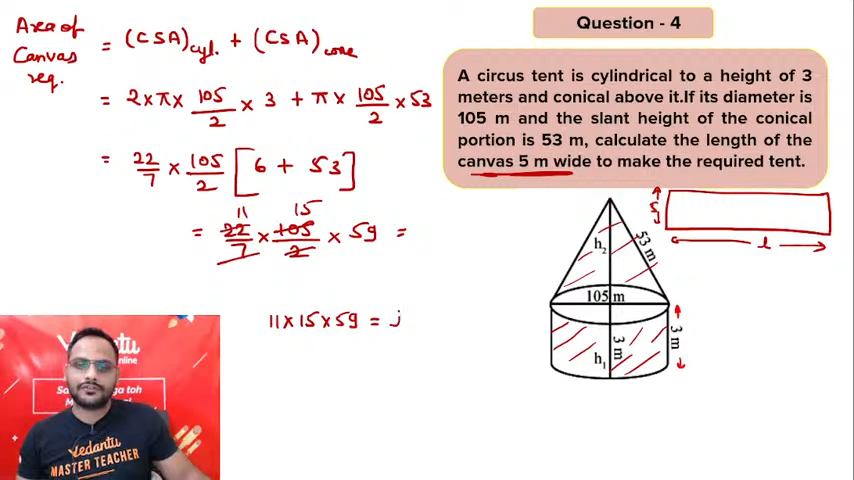 Area of
Canvas
req.
= (CSA)cyl. + (CSA)cone
= 2 × π × 105/2 × 3 + π × 105/2 × 53
= 22/7 × 105/2 [ 6 + 53 ]
11 15
= 22/7 × 105/2 × 59 =
11 × 15 × 59 =
Question - 4
A circus tent is cylindrical to a height of 3
meters and conical above it.If its diameter is
105 m and the slant height of the conical
portion is 53 m, calculate the length of the
canvas 5 m wide to make the required tent.
5
l
h2
53 m
105 m
3 m
h1
3 m
Vedantu
Vedantu
MASTER TEACHER